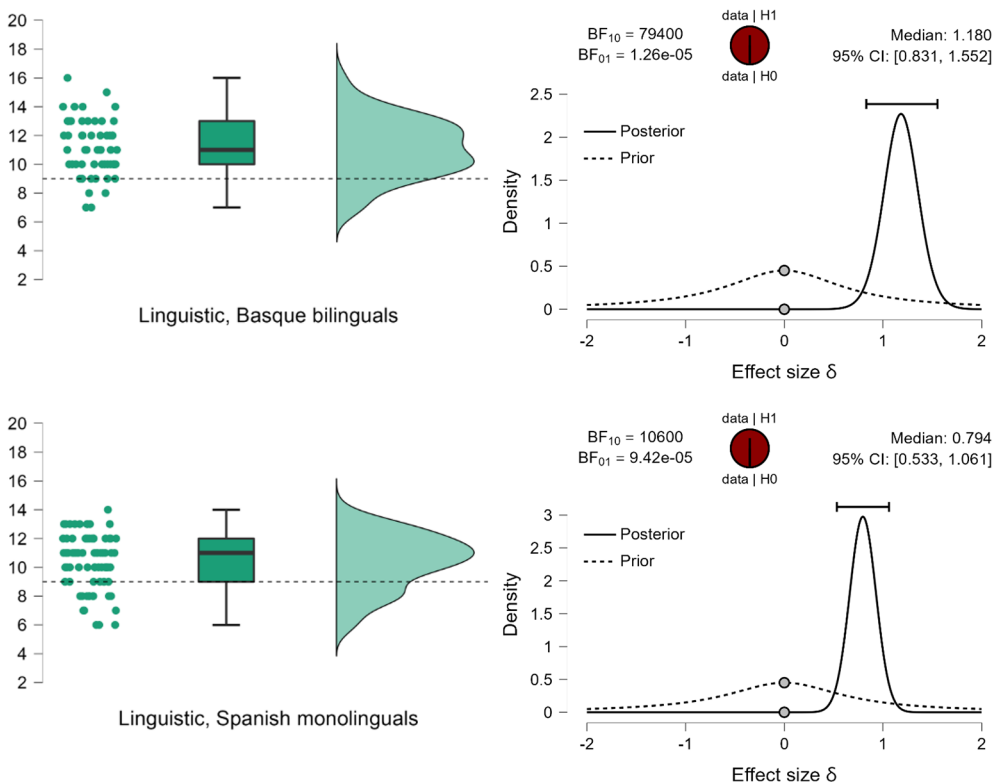 20
18
16
14
12
10
8
6
4
2
Linguistic, Basque bilinguals
BF₁₀ = 79400
BF₀₁ = 1.26e-05
data | H1
data | H0
Median: 1.180
95% CI: [0.831, 1.552]
2.5
2
1.5
1
0.5
0
Density
Posterior
Prior
-2
-1
0
1
2
Effect size δ
20
18
16
14
12
10
8
6
4
2
Linguistic, Spanish monolinguals
BF₁₀ = 10600
BF₀₁ = 9.42e-05
data | H1
data | H0
Median: 0.794
95% CI: [0.533, 1.061]
3
2.5
2
1.5
1
0.5
0
Density
Posterior
Prior
-2
-1
0
1
2
Effect size δ